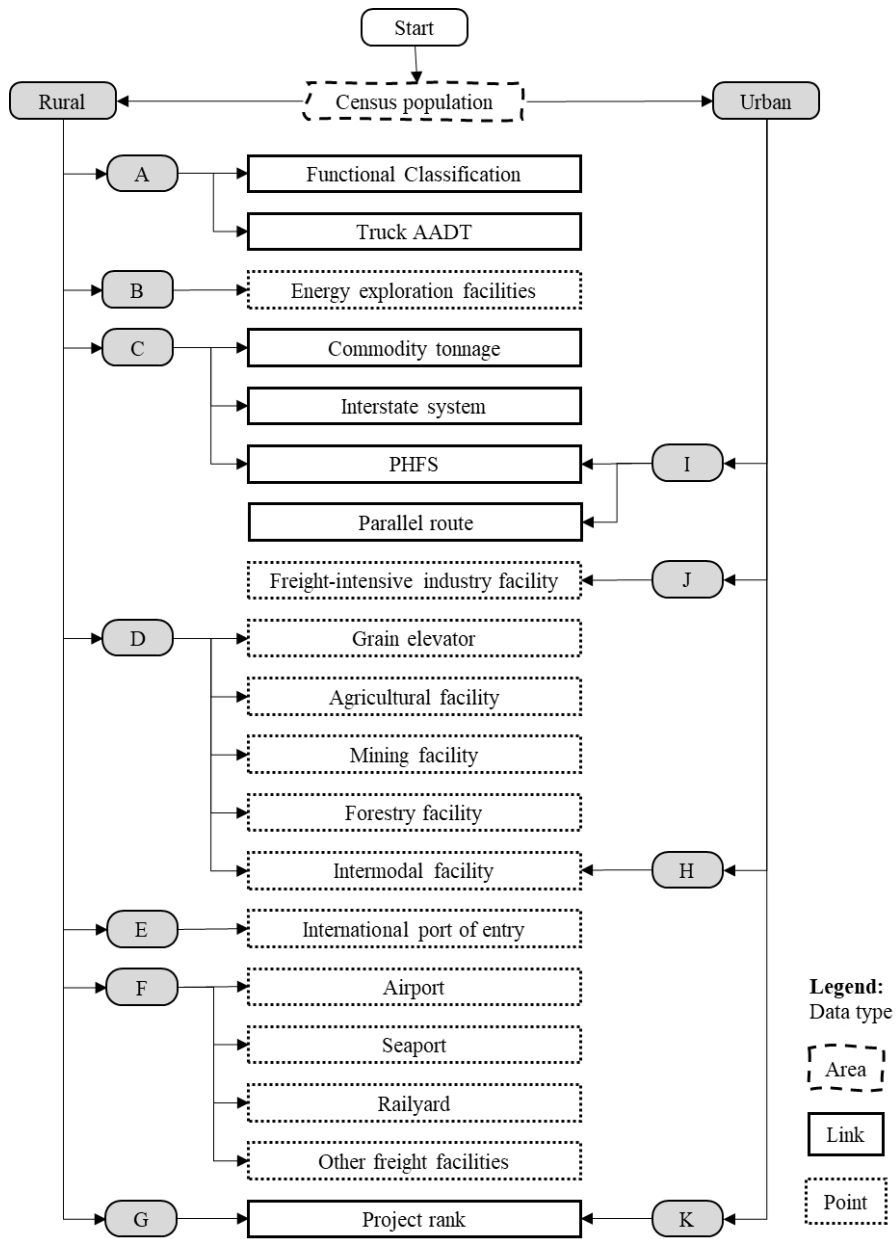 Start
Rural
Census population
Urban
A
Functional Classification
Truck AADT
B
Energy exploration facilities
C
Commodity tonnage
Interstate system
PHFS
I
Parallel route
Freight-intensive industry facility
J
D
Grain elevator
Agricultural facility
Mining facility
Forestry facility
Intermodal facility
H
E
International port of entry
F
Airport
Seaport
Railyard
Other freight facilities
G
Project rank
K
Legend:
Data type
Area
Link
Point